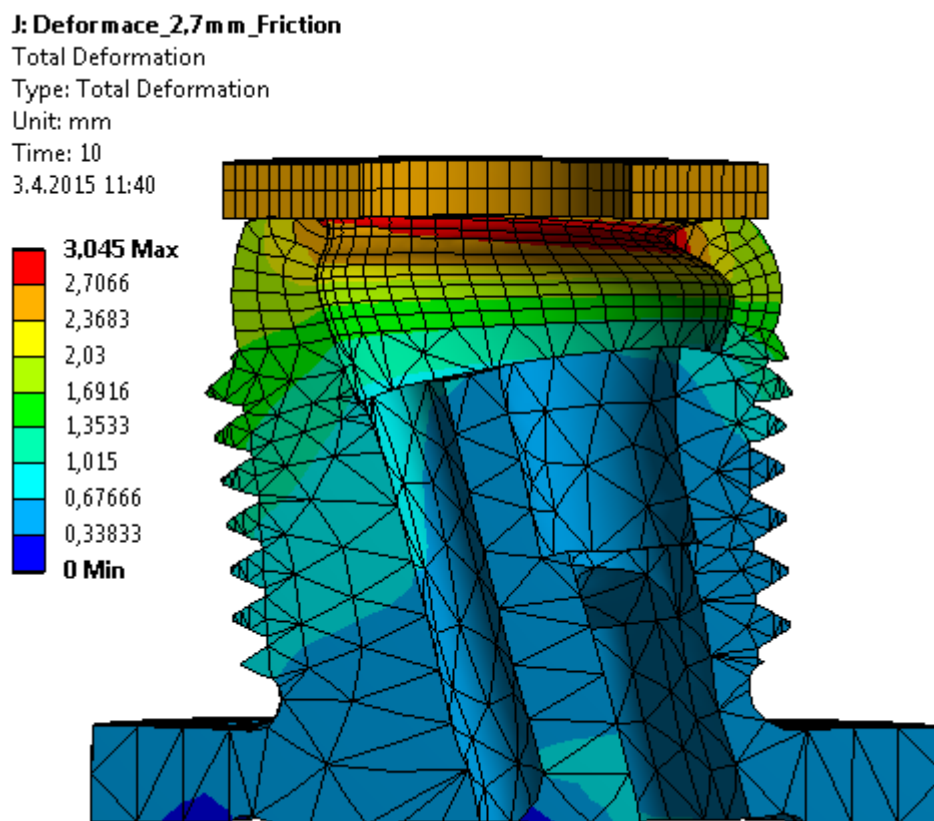 J: Deformace_2,7mm_Friction
Total Deformation
Type: Total Deformation
Unit: mm
Time: 10
3.4.2015 11:40
3,045 Max
2,7066
2,3683
2,03
1,6916
1,3533
1,015
0,67666
0,33833
0 Min